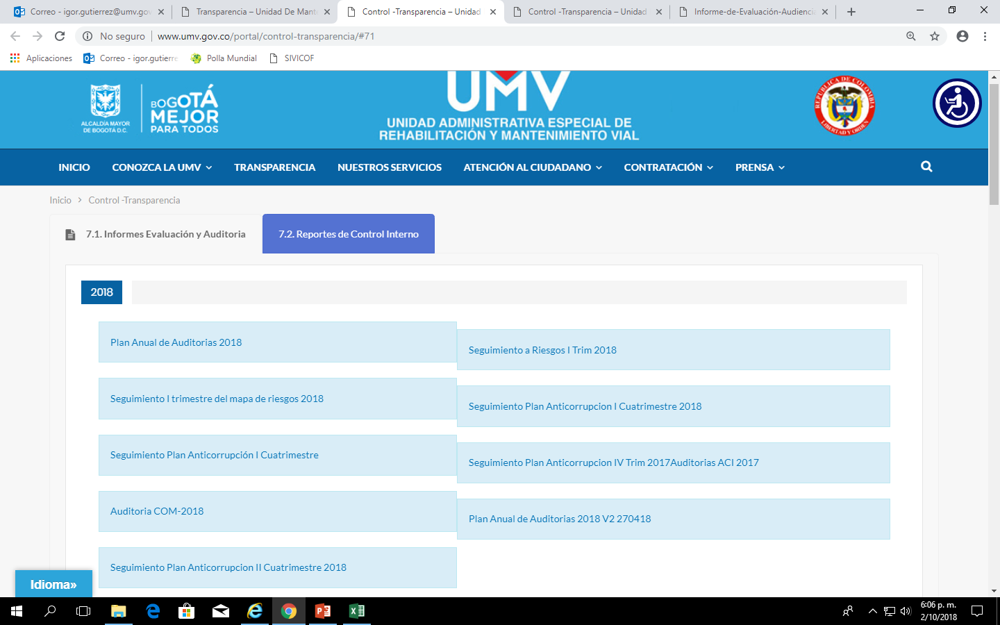 Correo - igor.gutierrez@umv.gov
Transparencia – Unidad De Mant
Control -Transparencia – Unidad
Control -Transparencia – Unidad
Informe-de-Evaluación-Audiencia
No seguro
www.umv.gov.co/portal/control-transparencia/#71
Aplicaciones
Correo - igor.gutierre
Polla Mundial
SIVICOF
ALCALDÍA MAYOR
DE BOGOTÁ D.C.
BOGOTÁ
MEJOR
PARA TODOS
UMV
UNIDAD ADMINISTRATIVA ESPECIAL DE
REHABILITACIÓN Y MANTENIMIENTO VIAL
REPUBLICA DE COLOMBIA
LIBERTAD Y ORDEN
INICIO
CONOZCA LA UMV
TRANSPARENCIA
NUESTROS SERVICIOS
ATENCIÓN AL CIUDADANO
CONTRATACIÓN
PRENSA
Inicio > Control -Transparencia
7.1. Informes Evaluación y Auditoria
7.2. Reportes de Control Interno
2018
Plan Anual de Auditorias 2018
Seguimiento a Riesgos I Trim 2018
Seguimiento I trimestre del mapa de riesgos 2018
Seguimiento Plan Anticorrupcion I Cuatrimestre 2018
Seguimiento Plan Anticorrupción I Cuatrimestre
Seguimiento Plan Anticorrupcion IV Trim 2017Auditorias ACI 2017
Auditoria COM-2018
Plan Anual de Auditorias 2018 V2 270418
Seguimiento Plan Anticorrupcion II Cuatrimestre 2018
Idioma»
6:06 p. m.
2/10/2018